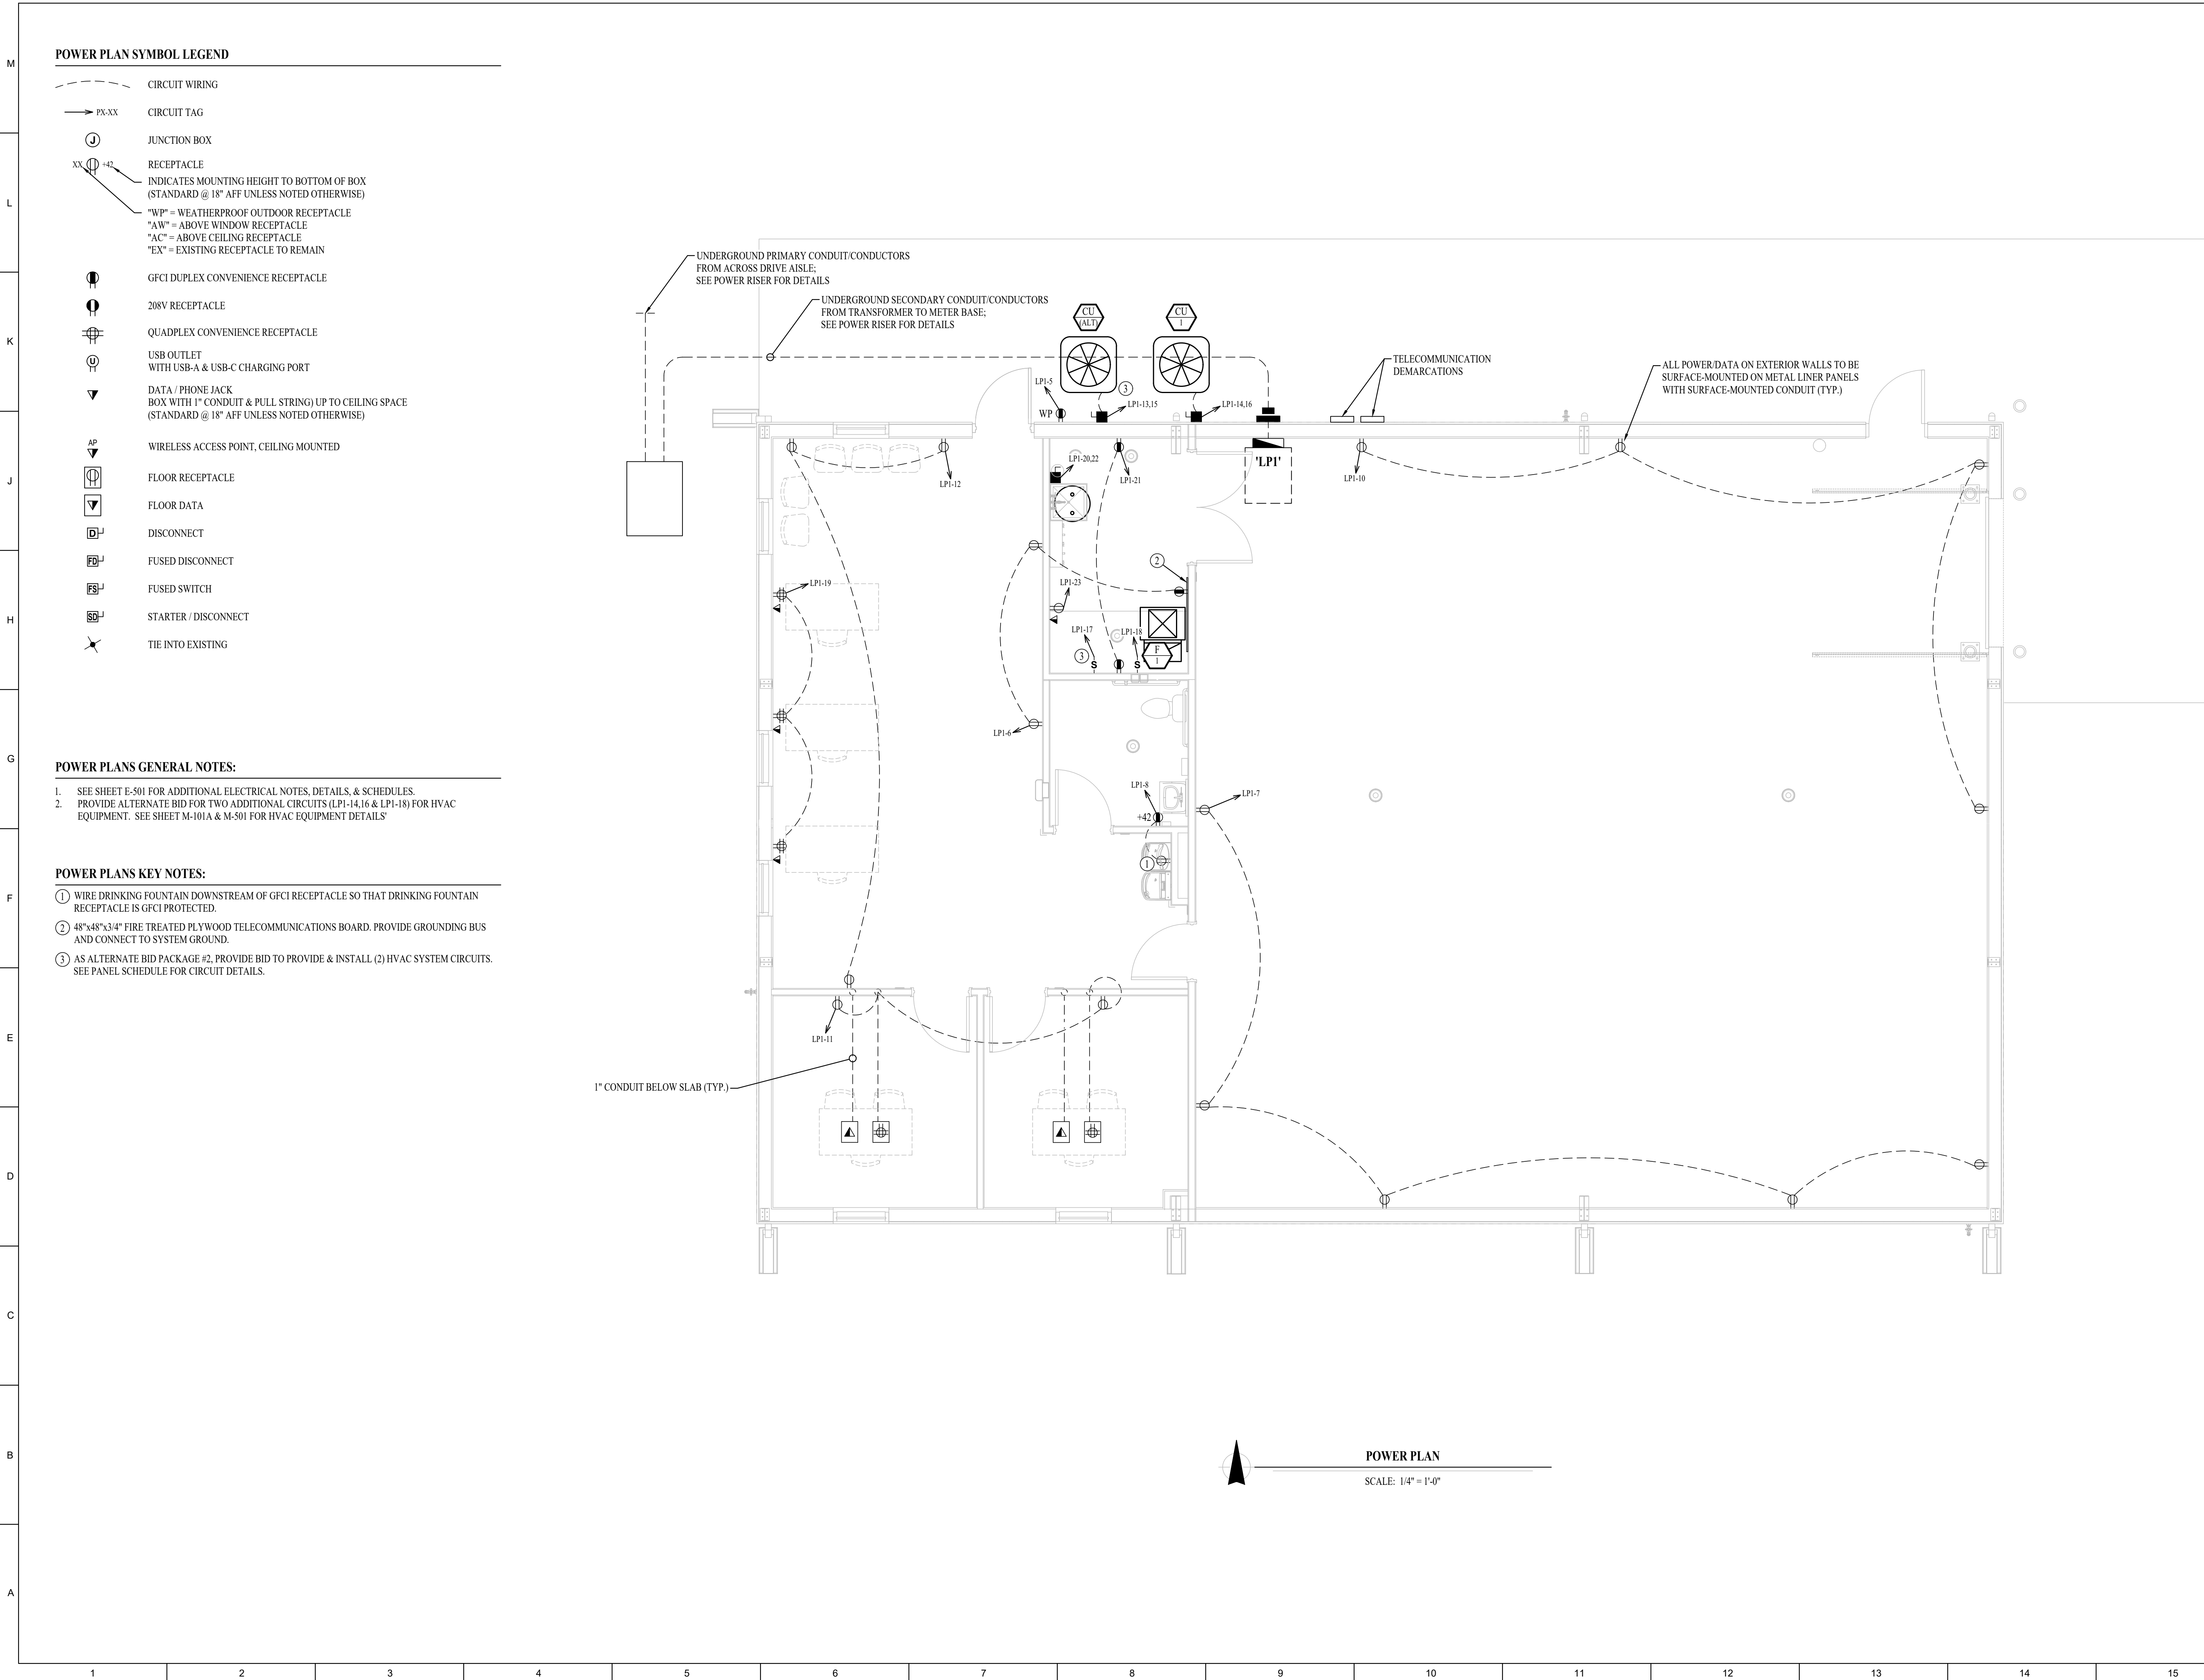 POWER PLAN SYMBOL LEGEND
CIRCUIT WIRING
PX-XX
CIRCUIT TAG
J
JUNCTION BOX
XX
+42
RECEPTACLE
INDICATES MOUNTING HEIGHT TO BOTTOM OF BOX
(STANDARD @ 18" AFF UNLESS NOTED OTHERWISE)
"WP" = WEATHERPROOF OUTDOOR RECEPTACLE
"AW" = ABOVE WINDOW RECEPTACLE
"AC" = ABOVE CEILING RECEPTACLE
"EX" = EXISTING RECEPTACLE TO REMAIN
GFCI DUPLEX CONVENIENCE RECEPTACLE
208V RECEPTACLE
QUADPLEX CONVENIENCE RECEPTACLE
U
USB OUTLET
WITH USB-A & USB-C CHARGING PORT
DATA / PHONE JACK
BOX WITH 1" CONDUIT & PULL STRING) UP TO CEILING SPACE
(STANDARD @ 18" AFF UNLESS NOTED OTHERWISE)
AP
WIRELESS ACCESS POINT, CEILING MOUNTED
FLOOR RECEPTACLE
FLOOR DATA
D
DISCONNECT
FD
FUSED DISCONNECT
FS
FUSED SWITCH
SD
STARTER / DISCONNECT
TIE INTO EXISTING
POWER PLANS GENERAL NOTES:
1. SEE SHEET E-501 FOR ADDITIONAL ELECTRICAL NOTES, DETAILS, & SCHEDULES.
2. PROVIDE ALTERNATE BID FOR TWO ADDITIONAL CIRCUITS (LP1-14,16 & LP1-18) FOR HVAC
EQUIPMENT. SEE SHEET M-101A & M-501 FOR HVAC EQUIPMENT DETAILS'
POWER PLANS KEY NOTES:
1 WIRE DRINKING FOUNTAIN DOWNSTREAM OF GFCI RECEPTACLE SO THAT DRINKING FOUNTAIN
RECEPTACLE IS GFCI PROTECTED.
2 48"x48"x3/4" FIRE TREATED PLYWOOD TELECOMMUNICATIONS BOARD. PROVIDE GROUNDING BUS
AND CONNECT TO SYSTEM GROUND.
3 AS ALTERNATE BID PACKAGE #2, PROVIDE BID TO PROVIDE & INSTALL (2) HVAC SYSTEM CIRCUITS.
SEE PANEL SCHEDULE FOR CIRCUIT DETAILS.
UNDERGROUND PRIMARY CONDUIT/CONDUCTORS
FROM ACROSS DRIVE AISLE;
SEE POWER RISER FOR DETAILS
UNDERGROUND SECONDARY CONDUIT/CONDUCTORS
FROM TRANSFORMER TO METER BASE;
SEE POWER RISER FOR DETAILS
CU
(ALT)
CU
1
TELECOMMUNICATION
DEMARCATIONS
ALL POWER/DATA ON EXTERIOR WALLS TO BE
SURFACE-MOUNTED ON METAL LINER PANELS
WITH SURFACE-MOUNTED CONDUIT (TYP.)
LP1-5
3
LP1-13,15
LP1-14,16
WP
LP1-20,22
'LP1'
LP1-12
LP1-21
LP1-10
2
LP1-19
LP1-23
LP1-17
LP1-18
3
S
S
F
1
LP1-6
LP1-8
LP1-7
+42
1
LP1-11
1" CONDUIT BELOW SLAB (TYP.)
POWER PLAN
SCALE: 1/4" = 1'-0"
M
L
K
J
H
G
F
E
D
C
B
A
1
2
3
4
5
6
7
8
9
10
11
12
13
14
15